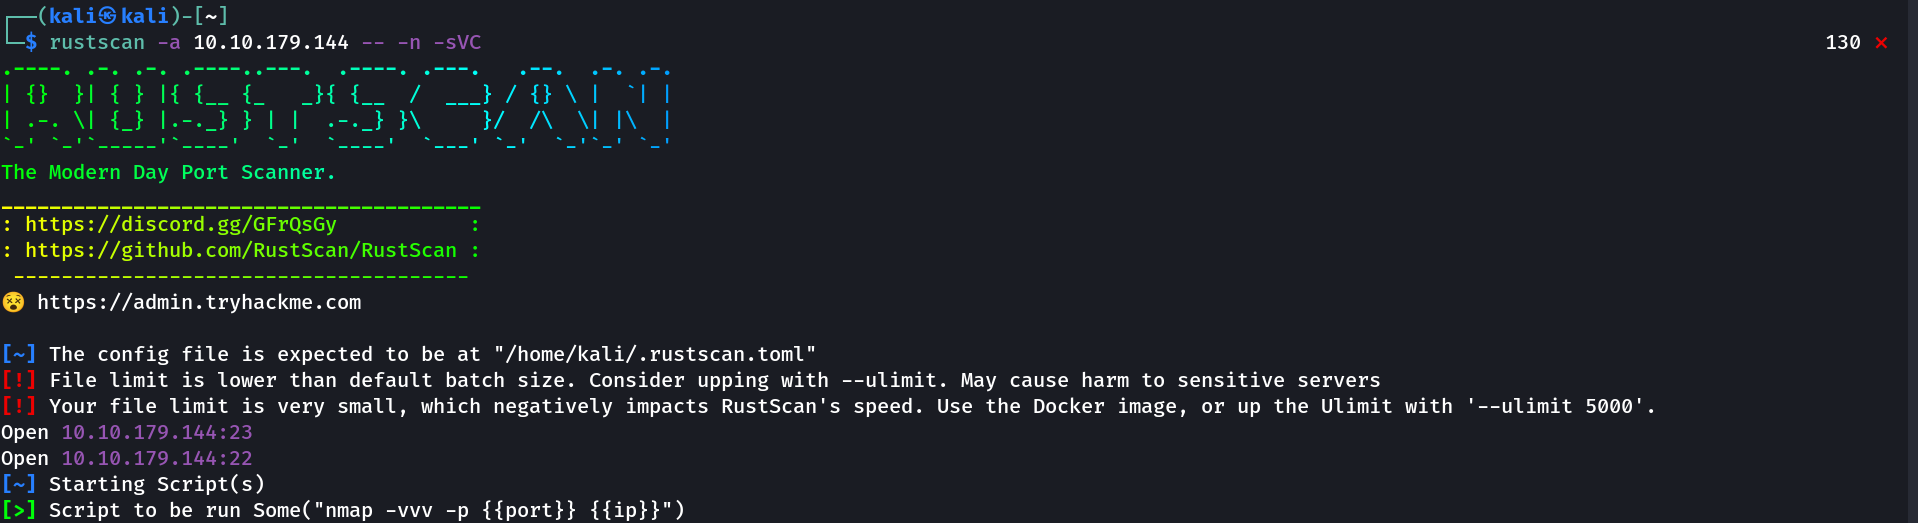 ┌──(kali㉿kali)-[~]
└─$ rustscan -a 10.10.179.144 -- -n -sVC 130 ⨯
.----. .-. .-. .----..---.  .----. .---.   .--.  .-. .-.
| {}  }| { } |{ {__ {_   _}{ {__  /  ___} / {} \ |  `| |
| .-. \| {_} |.-._} } | |  .-._} }\     }/  /\  \| |\  |
`-' `-'`-----'`----'  `-'  `----'  `---' `-'  `-'`-' `-'
The Modern Day Port Scanner.
________________________________________
: https://discord.gg/GFrQsGy           :
: https://github.com/RustScan/RustScan :
 --------------------------------------
😵 https://admin.tryhackme.com
[~] The config file is expected to be at "/home/kali/.rustscan.toml"
[!] File limit is lower than default batch size. Consider upping with --ulimit. May cause harm to sensitive servers
[!] Your file limit is very small, which negatively impacts RustScan's speed. Use the Docker image, or up the Ulimit with '--ulimit 5000'.
Open 10.10.179.144:23
Open 10.10.179.144:22
[~] Starting Script(s)
[>] Script to be run Some("nmap -vvv -p {{port}} {{ip}}")